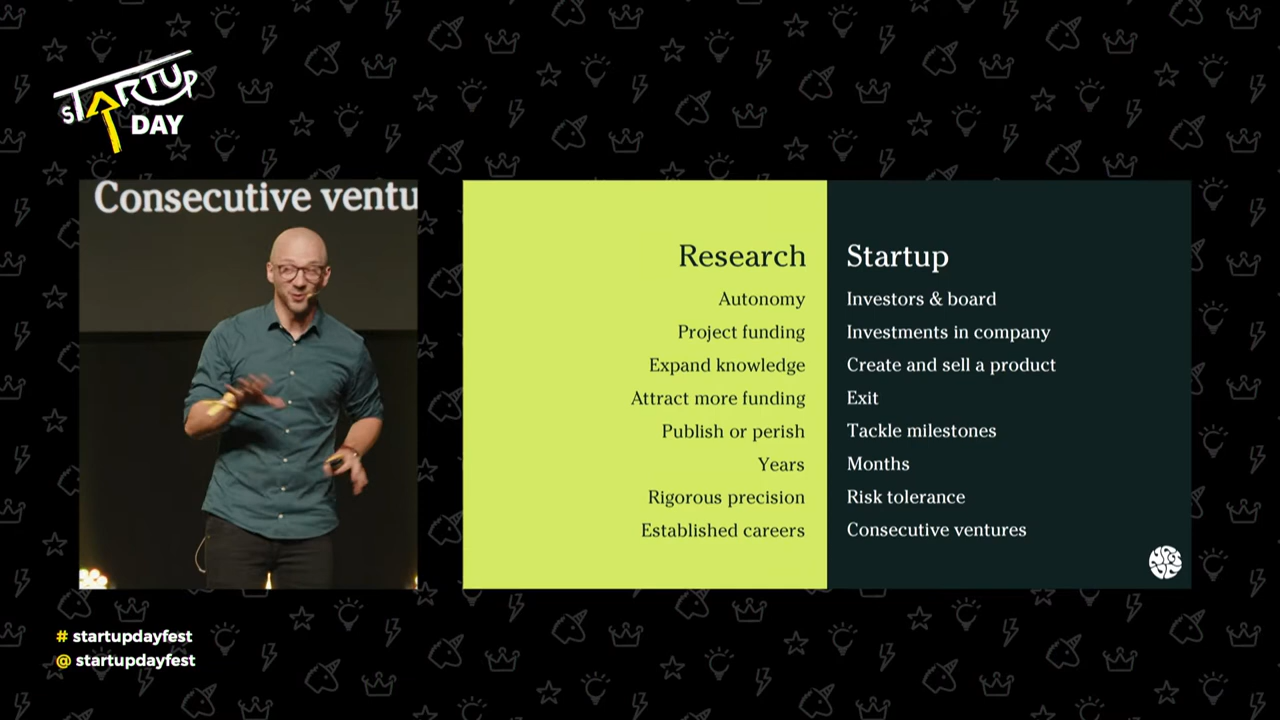 STARTUP
DAY
Consecutive ventu
Research
Autonomy
Project funding
Expand knowledge
Attract more funding
Publish or perish
Years
Rigorous precision
Established careers
Startup
Investors & board
Investments in company
Create and sell a product
Exit
Tackle milestones
Months
Risk tolerance
Consecutive ventures
# startupdayfest
@ startupdayfest